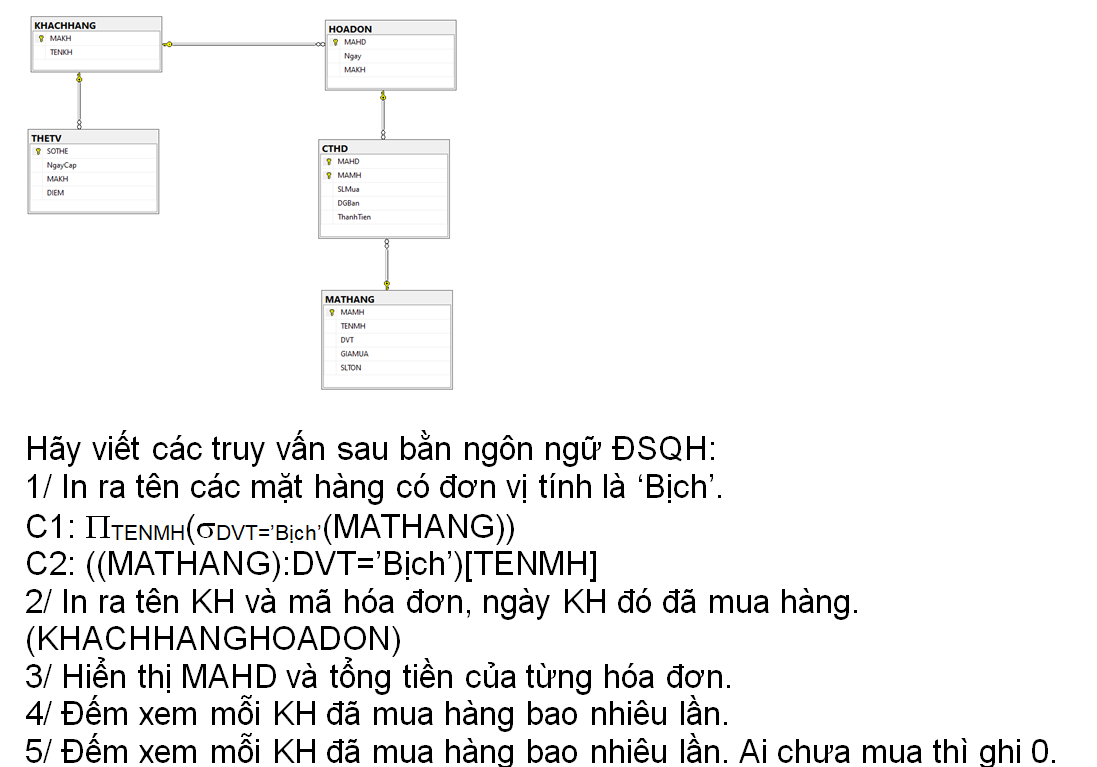 KHACHHANG
MAKH
TENKH
HOADON
MAHD
Ngay
MAKH
THETV
SOTHE
NgayCap
MAKH
DIEM
CTHD
MAHD
MAMH
SLMua
DGBan
ThanhTien
MATHANG
MAMH
TENMH
DVT
GIAMUA
SLTON
Hãy viết các truy vấn sau bằn ngôn ngữ ĐSQH:
1/ In ra tên các mặt hàng có đơn vị tính là ‘Bịch’.
C1: ΠTENMH(σDVT=’Bịch’(MATHANG))
C2: ((MATHANG):DVT=’Bịch’)[TENMH]
2/ In ra tên KH và mã hóa đơn, ngày KH đó đã mua hàng.
(KHACHHANGHOADON)
3/ Hiển thị MAHD và tổng tiền của từng hóa đơn.
4/ Đếm xem mỗi KH đã mua hàng bao nhiêu lần.
5/ Đếm xem mỗi KH đã mua hàng bao nhiêu lần. Ai chưa mua thì ghi 0.